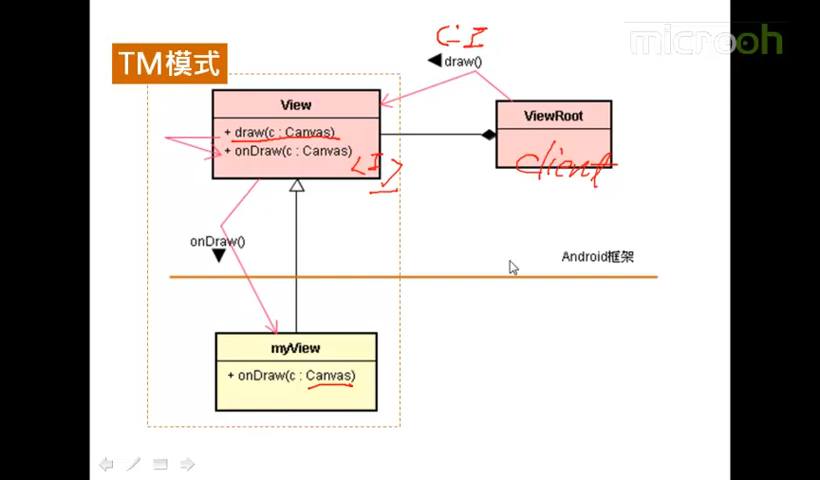 microoh
C-I
TM模式
draw()
View
ViewRoot
+ draw(c : Canvas)
+ onDraw(c : Canvas)
<I>
client
onDraw()
Android框架
myView
+ onDraw(c : Canvas)